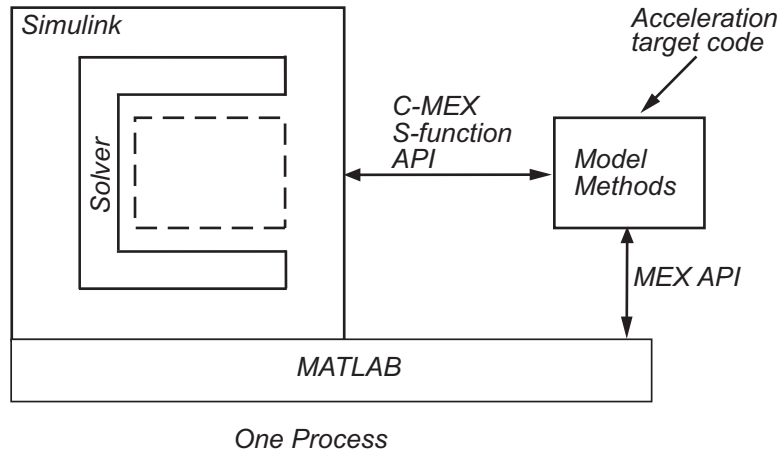 Simulink
Acceleration
target code
C-MEX
S-function
API
Solver
Model
Methods
MEX API
MATLAB
One Process